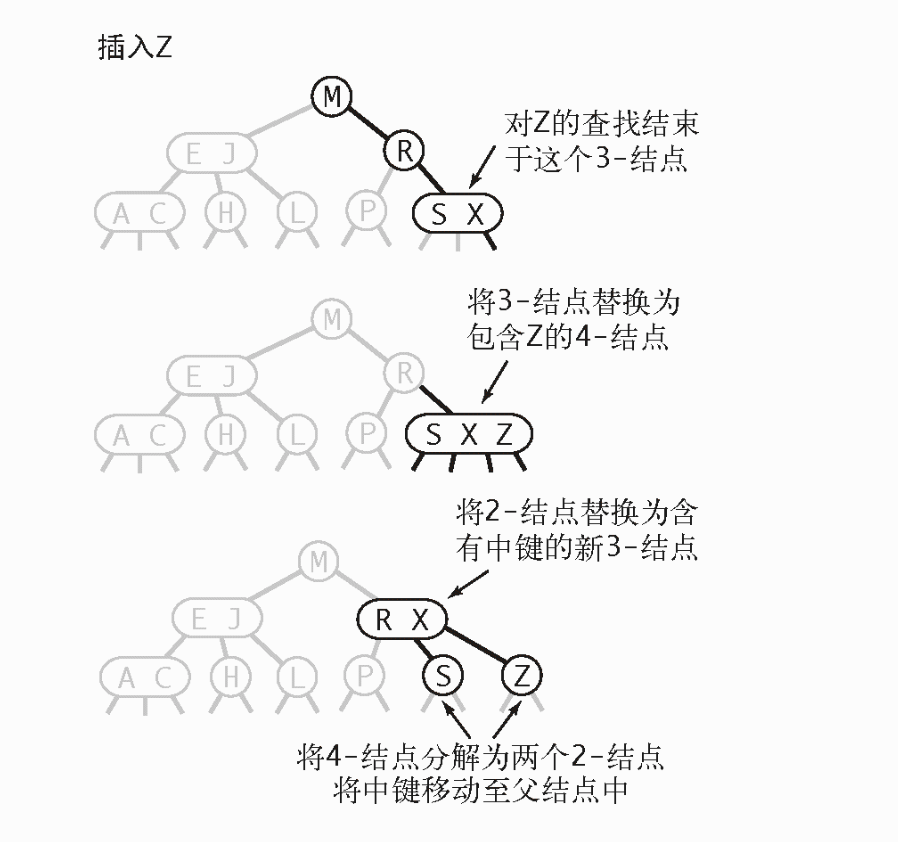 插入Z
M
对Z的查找结束
于这个3-结点
E J
R
A C
H
L
P
S X
将3-结点替换为
包含Z的4-结点
M
E J
R
A C
H
L
P
S X Z
将2-结点替换为含
有中键的新3-结点
M
E J
R X
A C
H
L
P
S
Z
将4-结点分解为两个2-结点
将中键移动至父结点中